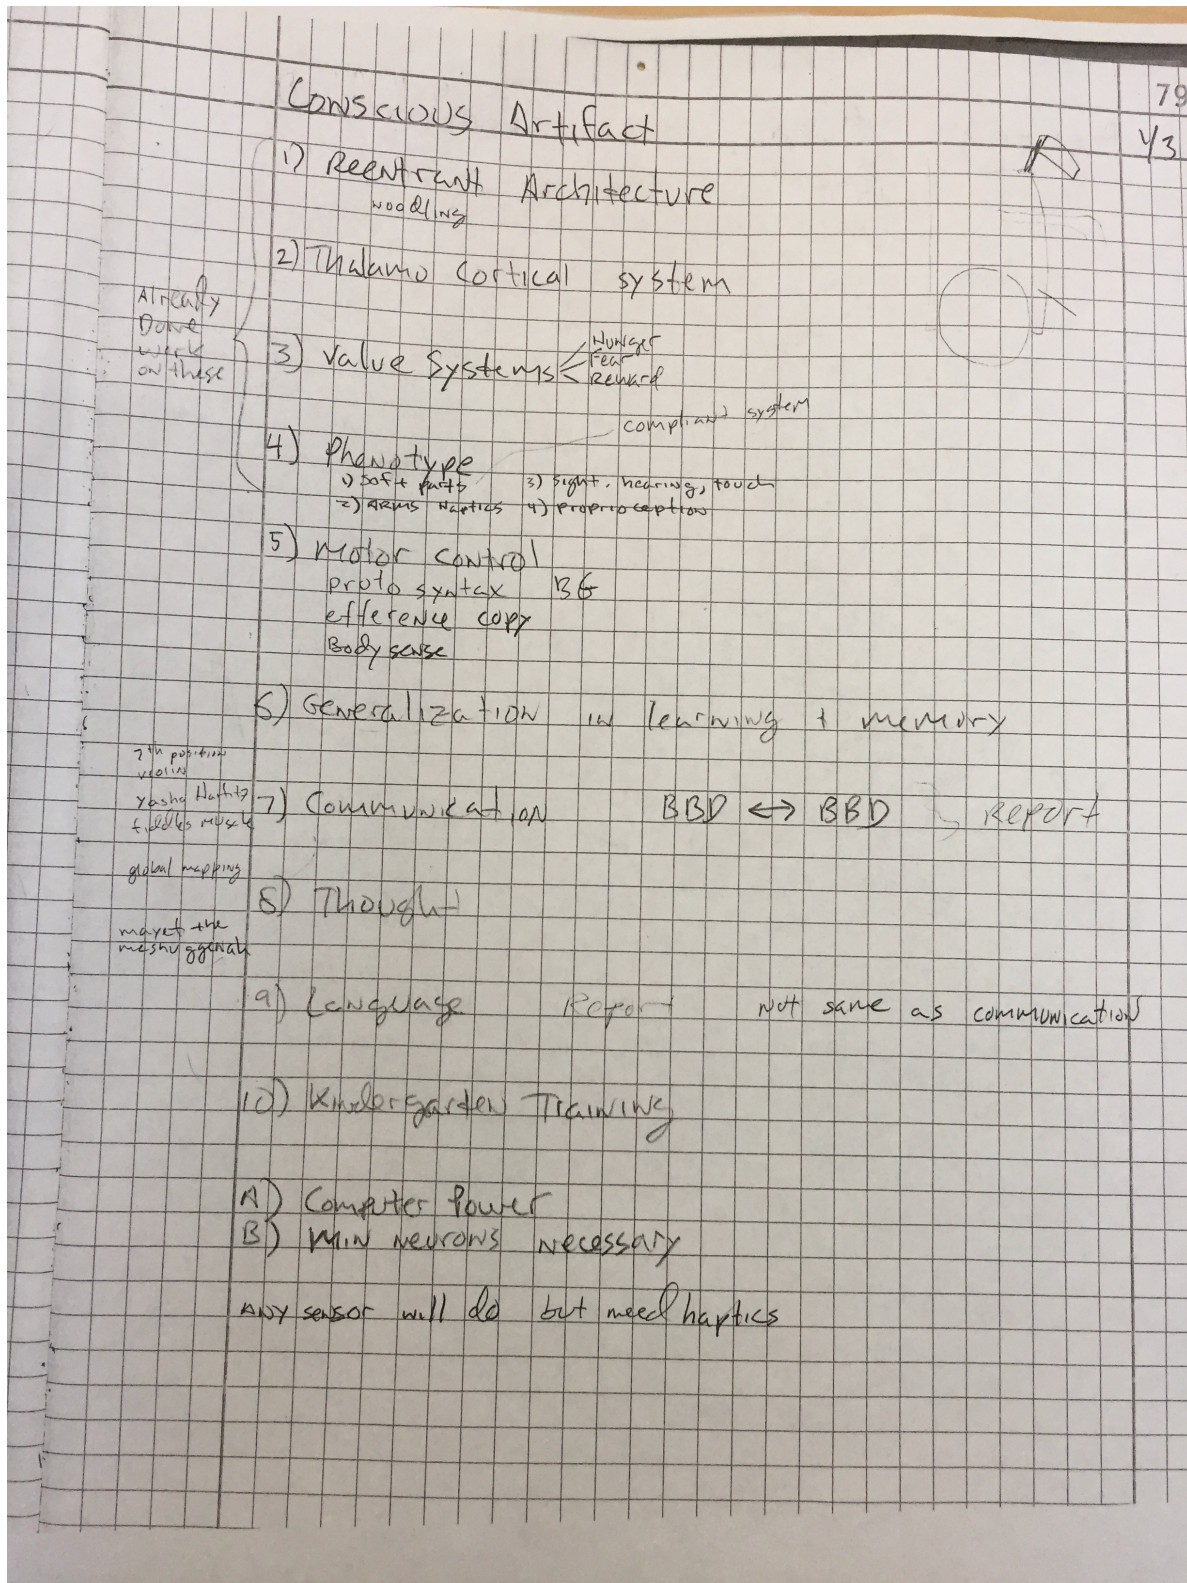 79
1/3
Conscious Artifact
1) Reentrant Architecture
noodling
2) Thalamo cortical system
Already
Done
work
on these
3) Value Systems
Hunger
Fear
Reward
compliant system
4) Phenotype
1) soft parts 3) sight, hearing, touch
2) ARMS Haptics 4) proprioception
5) Motor control
proto syntax BG
efference copy
Body sense
6) Generalization in learning + memory
7th position
violin
Yasha
fiddles muscle
7) Communication BBD ↔ BBD Report
global mapping
8) Thought
the
meshuggenah
9) Language Report Not same as communication
10) Kindergarten Training
A) Computer Power
B) Min neurons necessary
Any sensor will do but need haptics